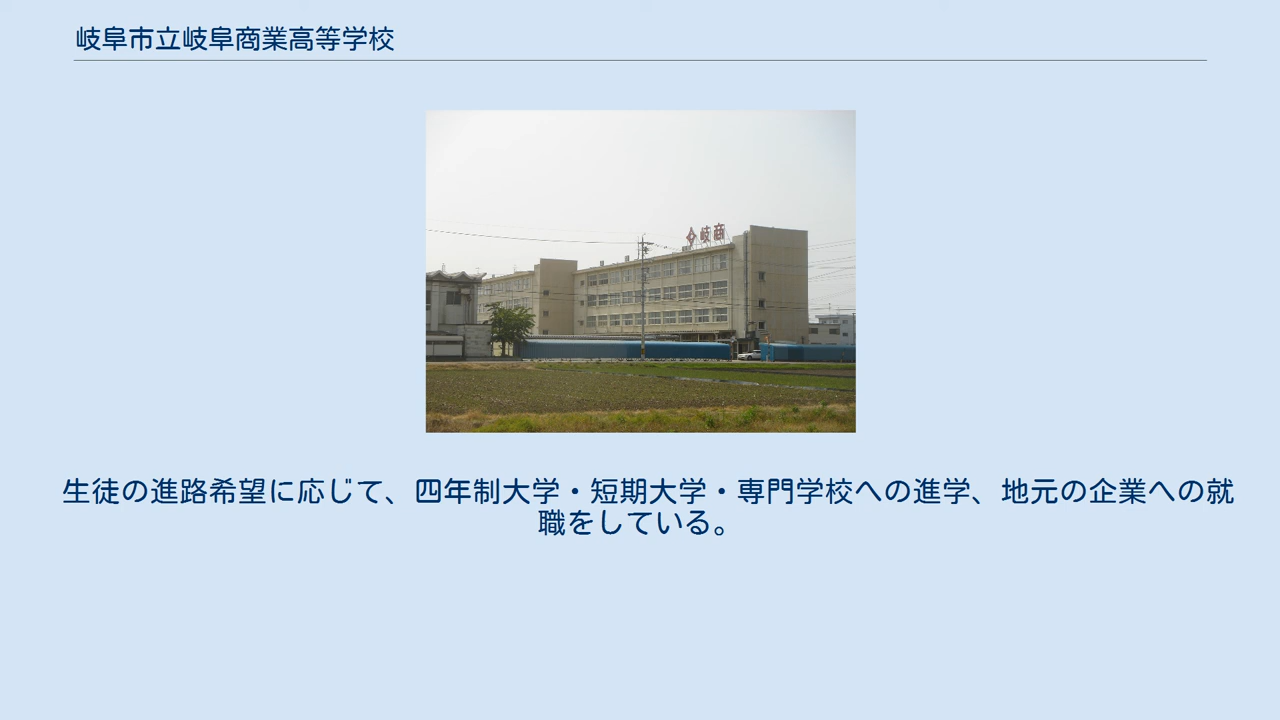 岐阜市立岐阜商業高等学校
岐商
生徒の進路希望に応じて、四年制大学・短期大学・専門学校への進学、地元の企業への就
職をしている。